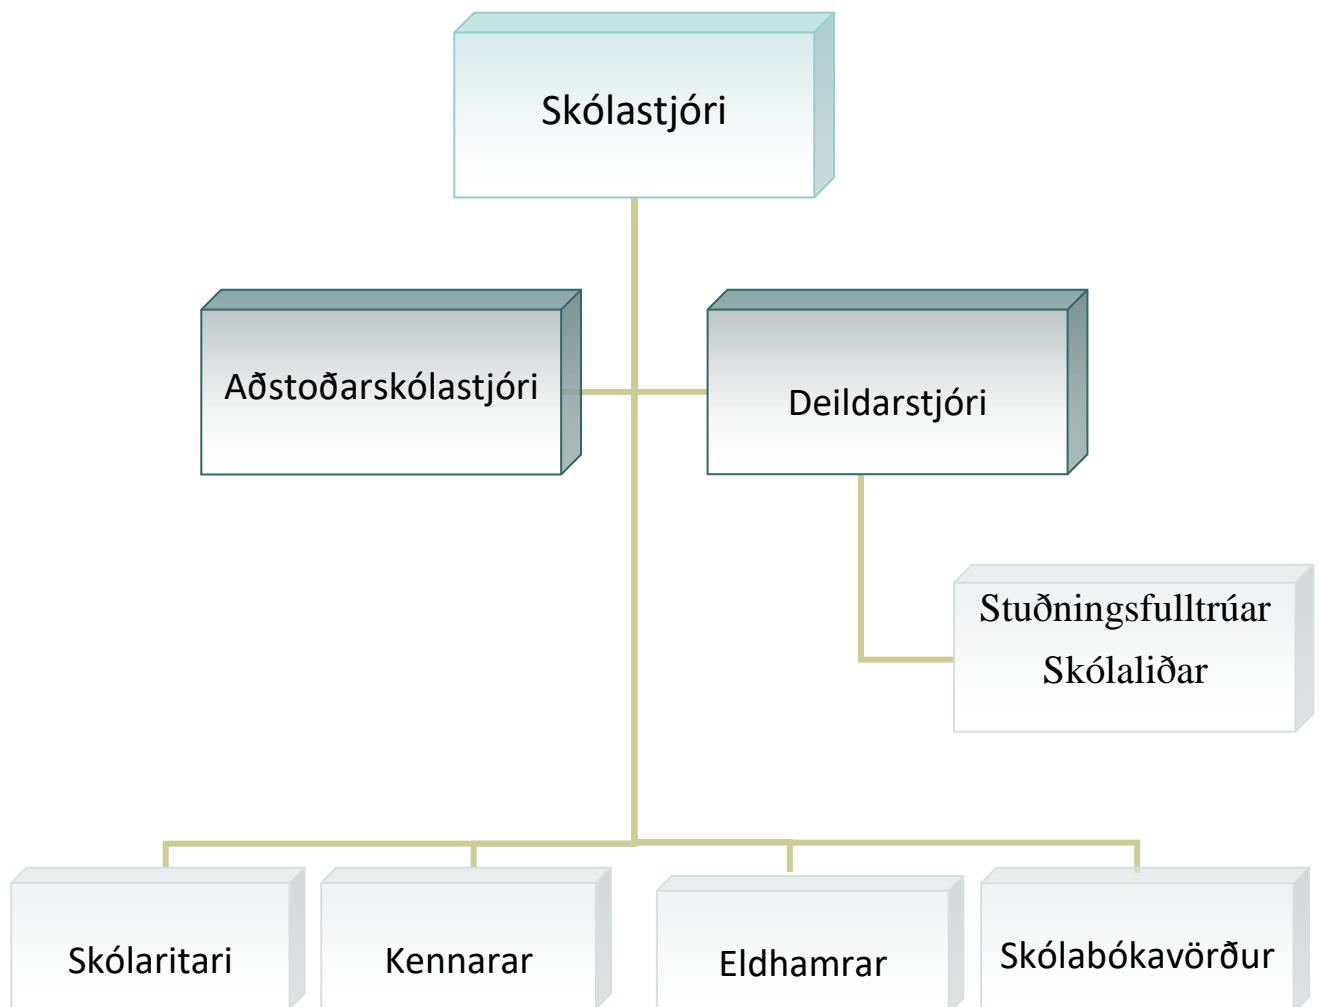 Skólastjóri
Aðstoðarskólastjóri
Deildarstjóri
Stuðningsfulltrúar
Skólaliðar
Skólaritari
Kennarar
Eldhamrar
Skólabókavörður